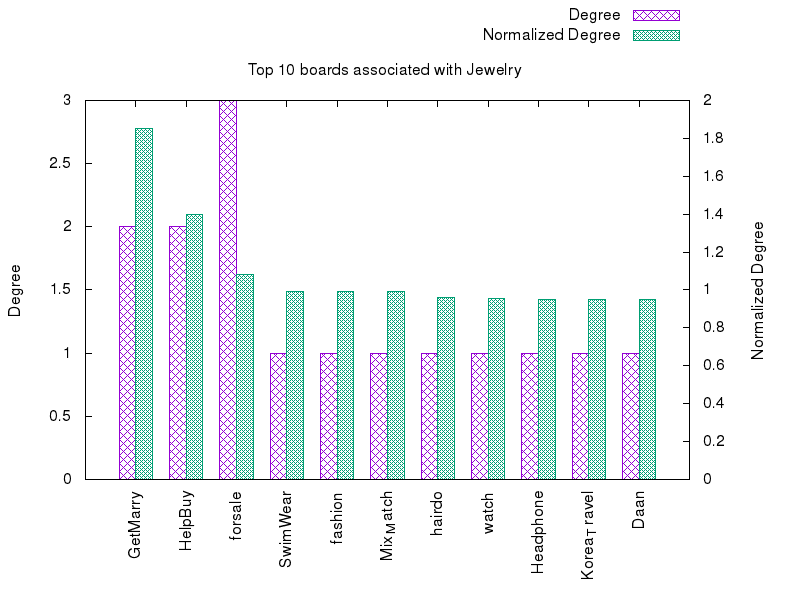 Degree
Normalized Degree
Top 10 boards associated with Jewelry
3
2.5
2
1.5
1
0.5
0
2
1.8
1.6
1.4
1.2
1
0.8
0.6
0.4
0.2
0
Degree
Normalized Degree
GetMarry
HelpBuy
forsale
SwimWear
fashion
MixMatch
hairdo
watch
Headphone
KoreaTravel
Daan